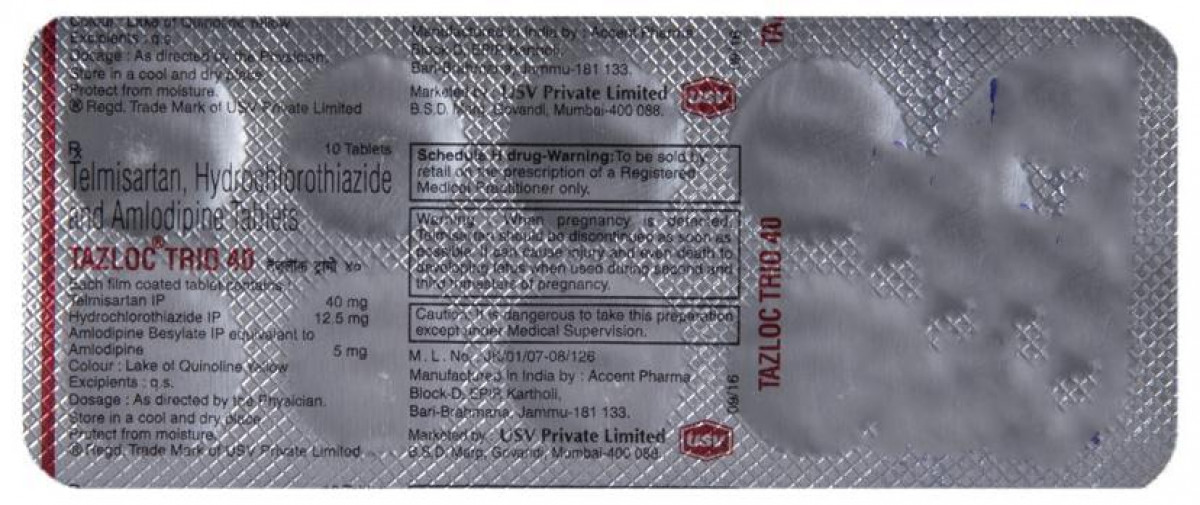 Colour : Lake of Quinoline Yellow
Excipients : q.s.
Dosage : As directed by the Physician.
Store in a cool and dry place.
Protect from moisture.
® Regd. Trade Mark of USV Private Limited
Rx 10 Tablets
Telmisartan, Hydrochlorothiazide
and Amlodipine Tablets
TAZLOC® TRIO 40 तैज़लॉक ट्रायो ४०
Each film coated tablet contains :
Telmisartan IP 40 mg
Hydrochlorothiazide IP 12.5 mg
Amlodipine Besylate IP equivalent to
Amlodipine 5 mg
Colour : Lake of Quinoline Yellow
Excipients : q.s.
Dosage : As directed by the Physician.
Store in a cool and dry place.
Protect from moisture.
® Regd. Trade Mark of USV Private Limited
Manufactured in India by : Accent Pharma
Block-D, EPIP, Kartholi,
Bari-Brahmana, Jammu-181 133.
Marketed by : USV Private Limited
B.S.D. Marg, Govandi, Mumbai-400 088.
USV
Schedule H drug-Warning:To be sold by
retail on the prescription of a Registered
Medical Practitioner only.
Warning : When pregnancy is detected,
Telmisartan should be discontinued as soon as
possible. It can cause injury and even death to
developing fetus when used during second and
third trimesters of pregnancy.
Caution: It is dangerous to take this preparation
except under Medical Supervision.
M. L. No. : JK/01/07-08/126
Manufactured in India by : Accent Pharma
Block-D, EPIP, Kartholi,
Bari-Brahmana, Jammu-181 133.
Marketed by : USV Private Limited
B.S.D. Marg, Govandi, Mumbai-400 088.
USV
09/16
TA
TAZLOC TRIO 40
09/16